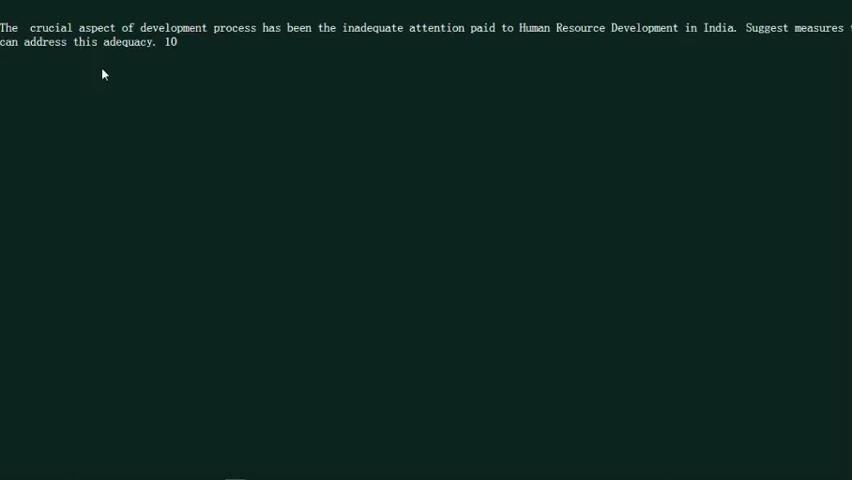 The  crucial aspect of development process has been the inadequate attention paid to Human Resource Development in India. Suggest measures
can address this adequacy. 10